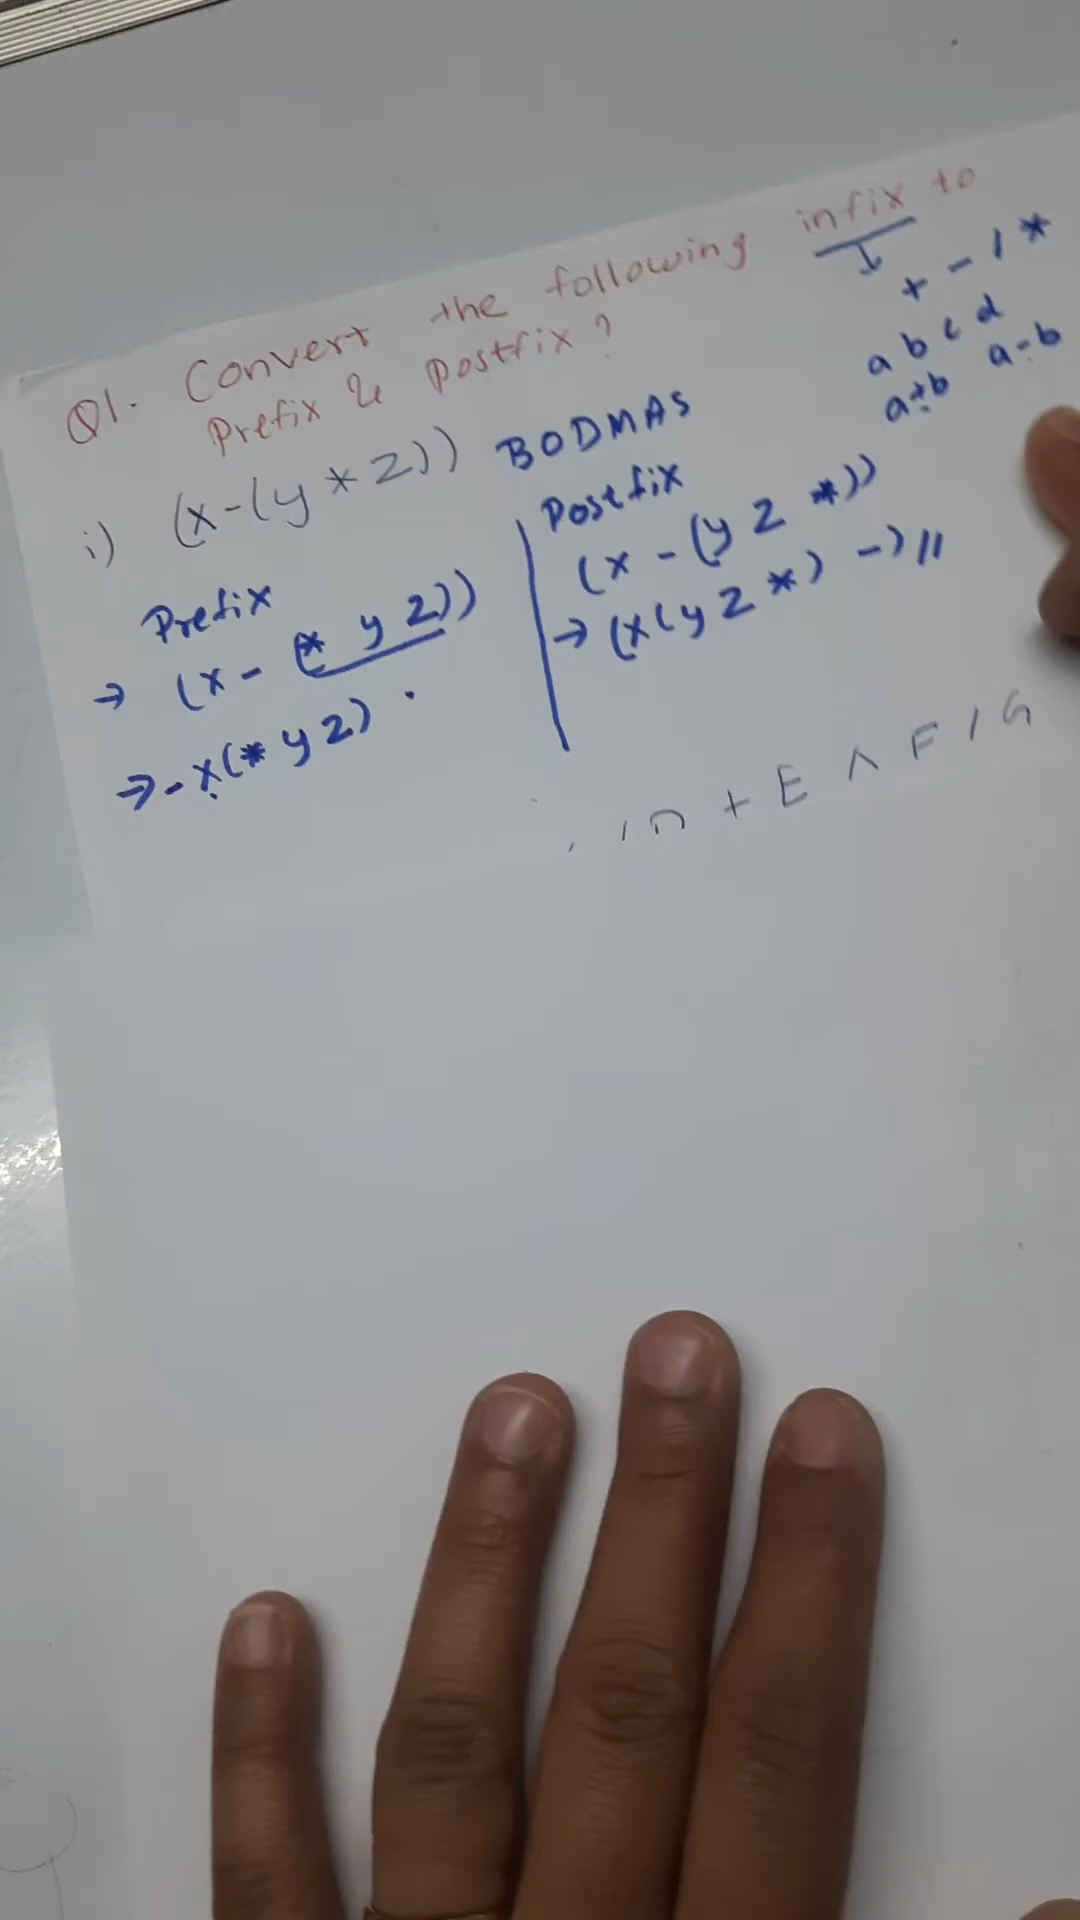 Q1. Convert the following infix to
Prefix & Postfix?
+ - / *
a b c d
a+b a-b
i) (x-(y*z)) BODMAS
Prefix
→ (x - (* y z))
→ - x(* y z)
Postfix
(x - (y z *))
→ (x(y z *) -) //
+ E ^ F / G